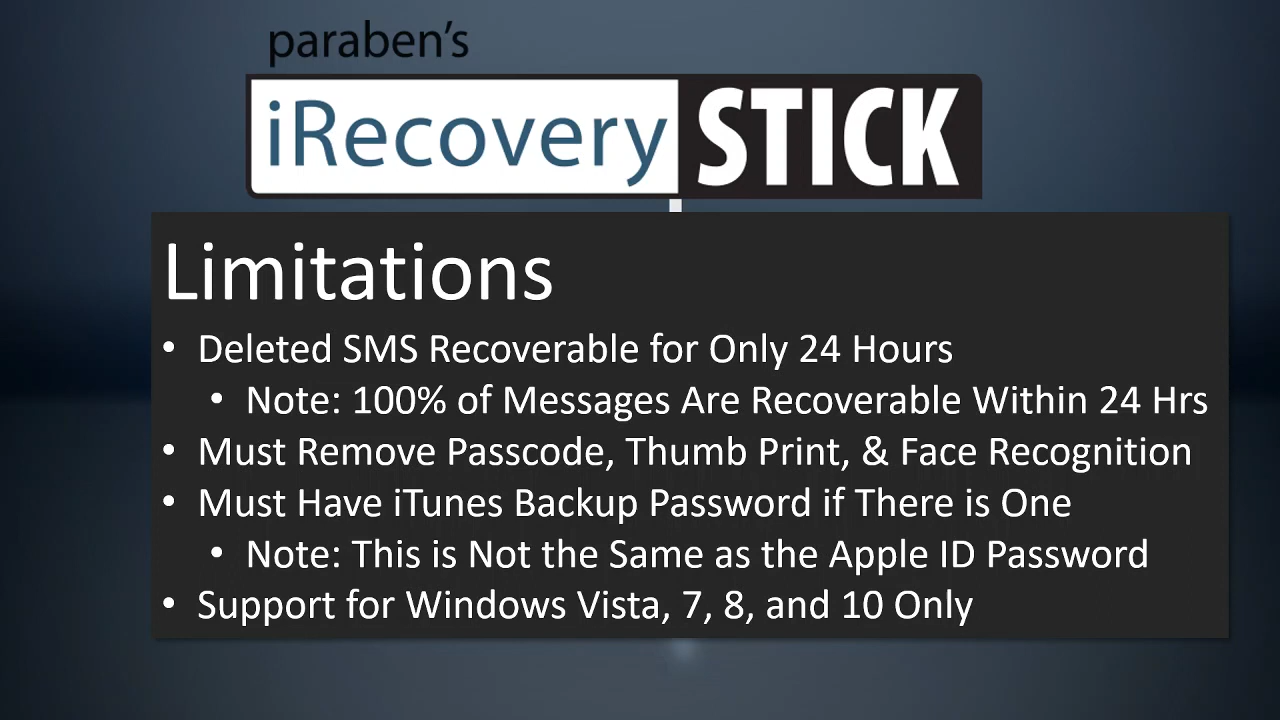 paraben's
iRecovery STICK
Limitations
• Deleted SMS Recoverable for Only 24 Hours
• Note: 100% of Messages Are Recoverable Within 24 Hrs
• Must Remove Passcode, Thumb Print, & Face Recognition
• Must Have iTunes Backup Password if There is One
• Note: This is Not the Same as the Apple ID Password
• Support for Windows Vista, 7, 8, and 10 Only